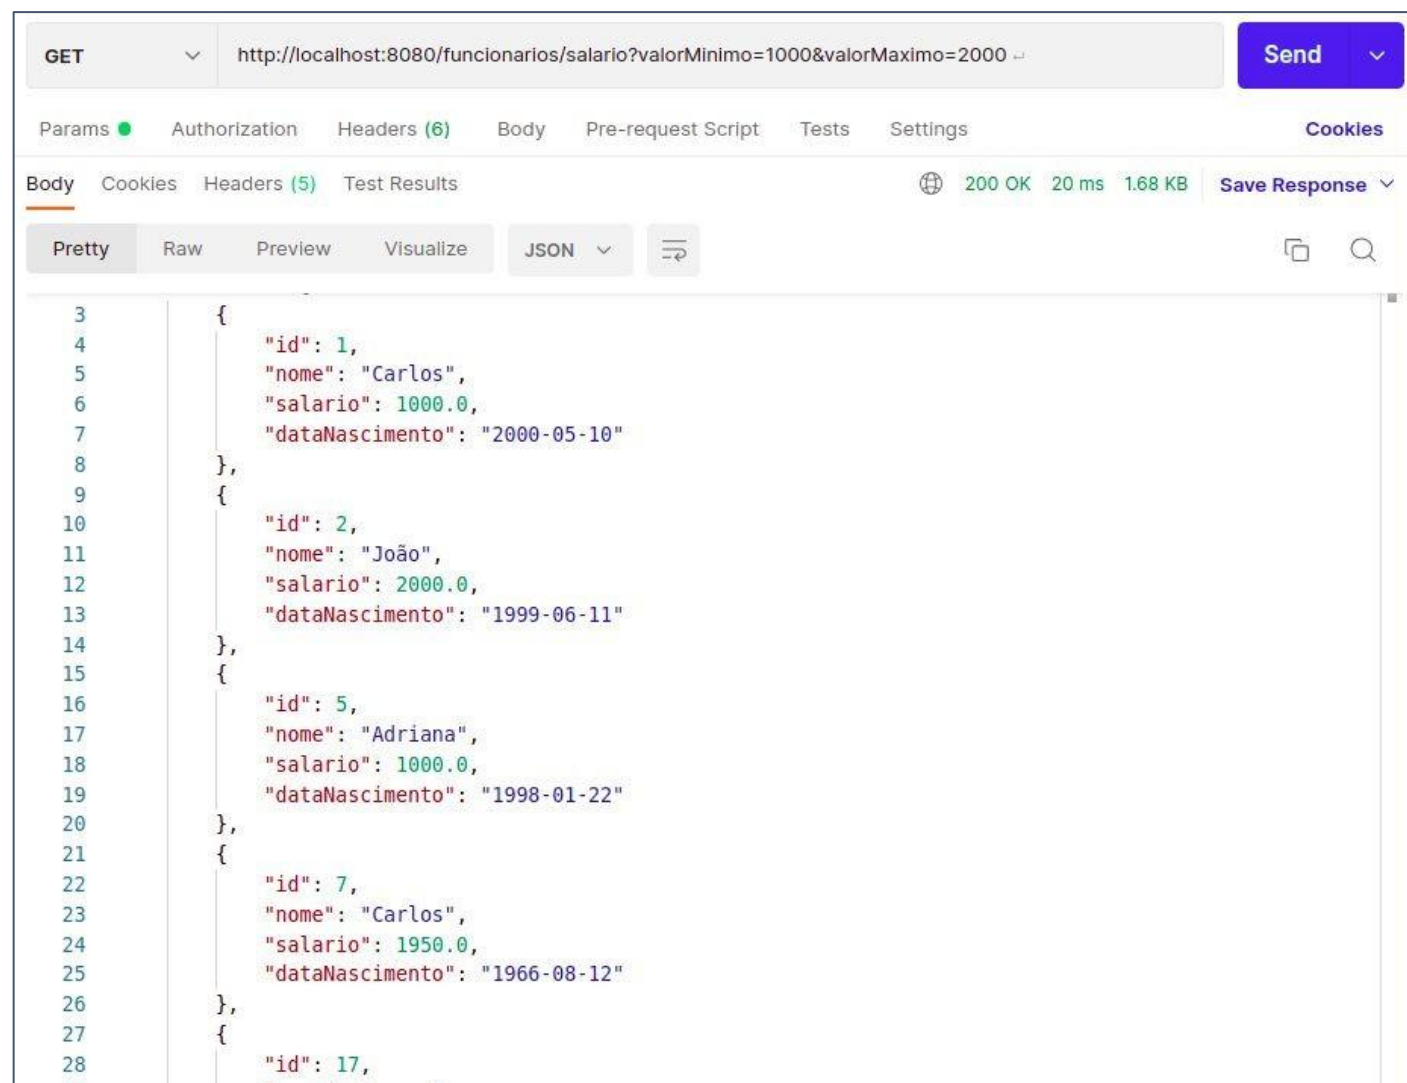 GET http://localhost:8080/funcionarios/salario?valorMinimo=1000&valorMaximo=2000 Send
Params Authorization Headers (6) Body Pre-request Script Tests Settings Cookies
Body Cookies Headers (5) Test Results 200 OK 20 ms 1.68 KB Save Response
Pretty Raw Preview Visualize JSON
3 {
4 "id": 1,
5 "nome": "Carlos",
6 "salario": 1000.0,
7 "dataNascimento": "2000-05-10"
8 },
9 {
10 "id": 2,
11 "nome": "João",
12 "salario": 2000.0,
13 "dataNascimento": "1999-06-11"
14 },
15 {
16 "id": 5,
17 "nome": "Adriana",
18 "salario": 1000.0,
19 "dataNascimento": "1998-01-22"
20 },
21 {
22 "id": 7,
23 "nome": "Carlos",
24 "salario": 1950.0,
25 "dataNascimento": "1966-08-12"
26 },
27 {
28 "id": 17,